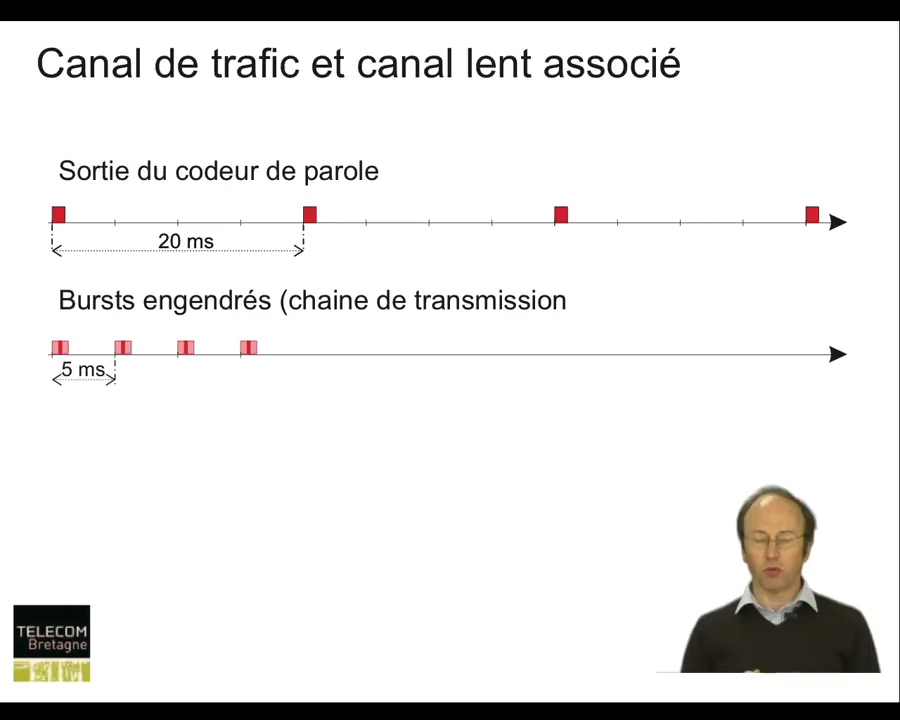 Canal de trafic et canal lent associé
Sortie du codeur de parole
20 ms
Bursts engendrés (chaine de transmission
5 ms
TELECOM
Bretagne